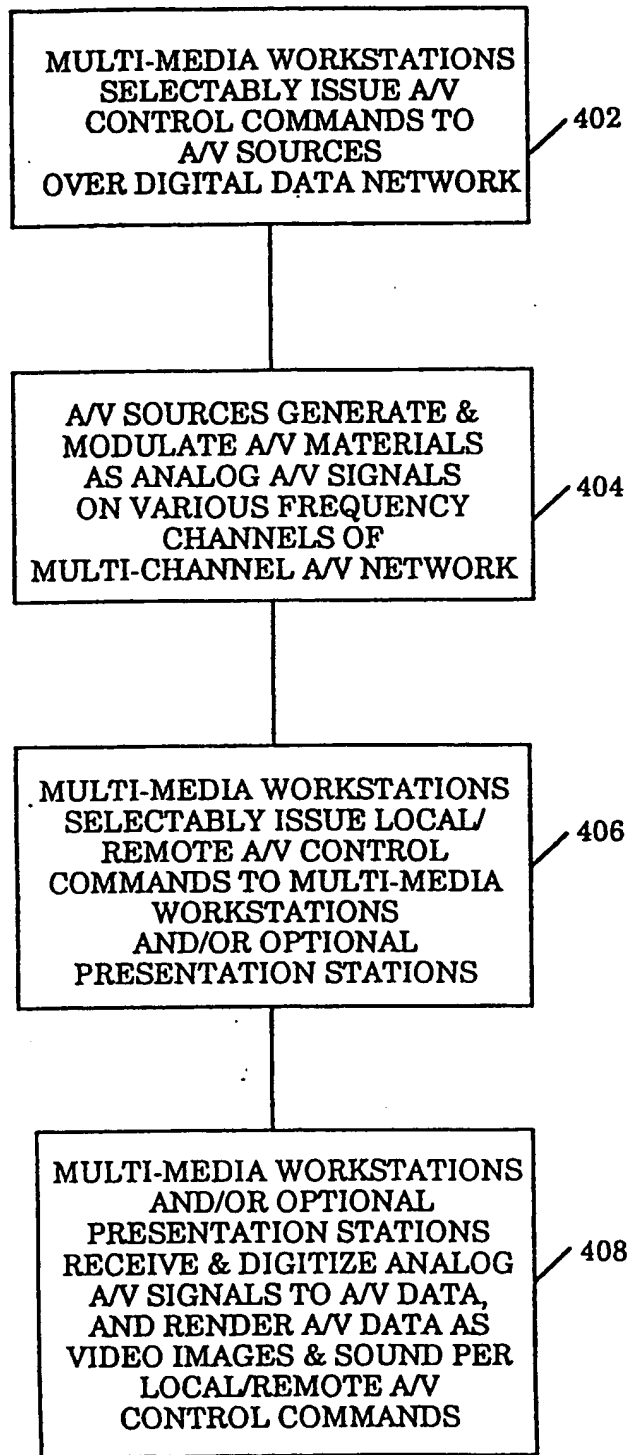 MULTI-MEDIA WORKSTATIONS
SELECTABLY ISSUE A/V
CONTROL COMMANDS TO
A/V SOURCES
OVER DIGITAL DATA NETWORK
402
A/V SOURCES GENERATE &
MODULATE A/V MATERIALS
AS ANALOG A/V SIGNALS
ON VARIOUS FREQUENCY
CHANNELS OF
MULTI-CHANNEL A/V NETWORK
404
MULTI-MEDIA WORKSTATIONS
SELECTABLY ISSUE LOCAL/
REMOTE A/V CONTROL
COMMANDS TO MULTI-MEDIA
WORKSTATIONS
AND/OR OPTIONAL
PRESENTATION STATIONS
406
MULTI-MEDIA WORKSTATIONS
AND/OR OPTIONAL
PRESENTATION STATIONS
RECEIVE & DIGITIZE ANALOG
A/V SIGNALS TO A/V DATA,
AND RENDER A/V DATA AS
VIDEO IMAGES & SOUND PER
LOCAL/REMOTE A/V
CONTROL COMMANDS
408